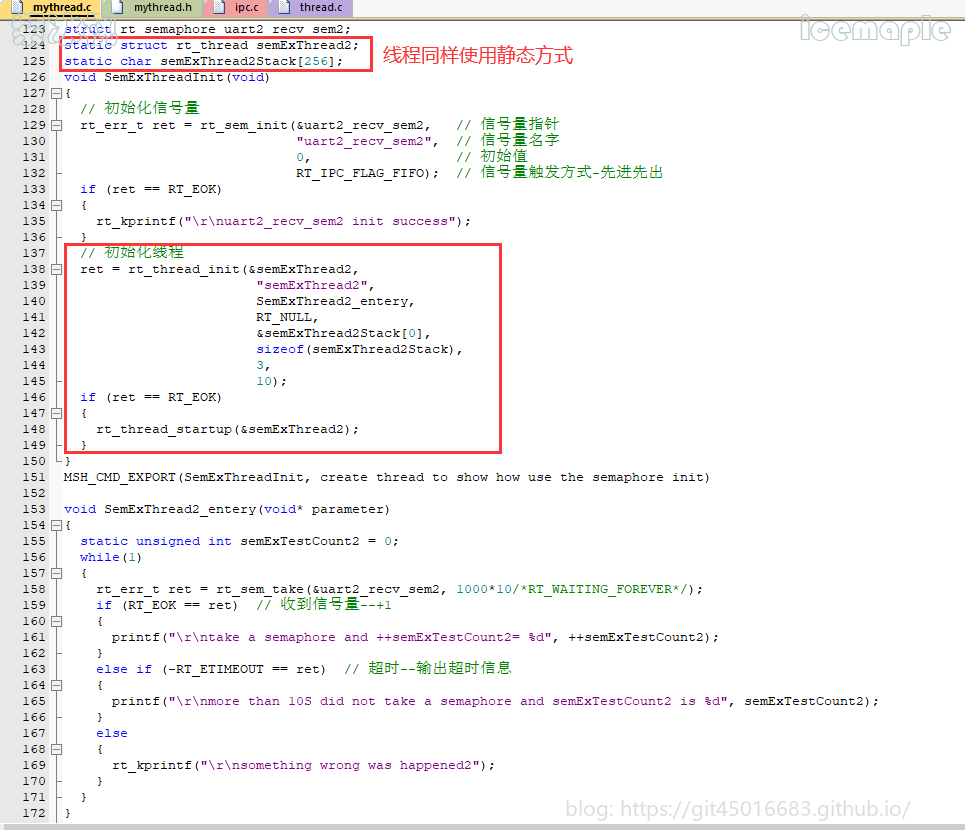 mythread.c mythread.h ipc.c thread.c
icemaple
123 struct rt_semaphore uart2_recv_sem2;
124 static struct rt_thread semExThread2;
线程同样使用静态方式
125 static char semExThread2Stack[256];
126 void SemExThreadInit(void)
127 {
128 // 初始化信号量
129 rt_err_t ret = rt_sem_init(&uart2_recv_sem2, // 信号量指针
130 "uart2_recv_sem2", // 信号量名字
131 0, // 初始值
132 RT_IPC_FLAG_FIFO); // 信号量触发方式-先进先出
133 if (ret == RT_EOK)
134 {
135 rt_kprintf("\r\nuart2_recv_sem2 init success");
136 }
137 // 初始化线程
138 ret = rt_thread_init(&semExThread2,
139 "semExThread2",
140 SemExThread2_entery,
141 RT_NULL,
142 &semExThread2Stack[0],
143 sizeof(semExThread2Stack),
144 3,
145 10);
146 if (ret == RT_EOK)
147 {
148 rt_thread_startup(&semExThread2);
149 }
150 }
151 MSH_CMD_EXPORT(SemExThreadInit, create thread to show how use the semaphore init)
152
153 void SemExThread2_entery(void* parameter)
154 {
155 static unsigned int semExTestCount2 = 0;
156 while(1)
157 {
158 rt_err_t ret = rt_sem_take(&uart2_recv_sem2, 1000*10/*RT_WAITING_FOREVER*/);
159 if (RT_EOK == ret) // 收到信号量--+1
160 {
161 printf("\r\ntake a semaphore and ++semExTestCount2= %d", ++semExTestCount2);
162 }
163 else if (-RT_ETIMEOUT == ret) // 超时--输出超时信息
164 {
165 printf("\r\nmore than 10S did not take a semaphore and semExTestCount2 is %d", semExTestCount2);
166 }
167 else
168 {
169 rt_kprintf("\r\nsomething wrong was happened2");
170 }
171 }
172 }
blog: https://git45016683.github.io/